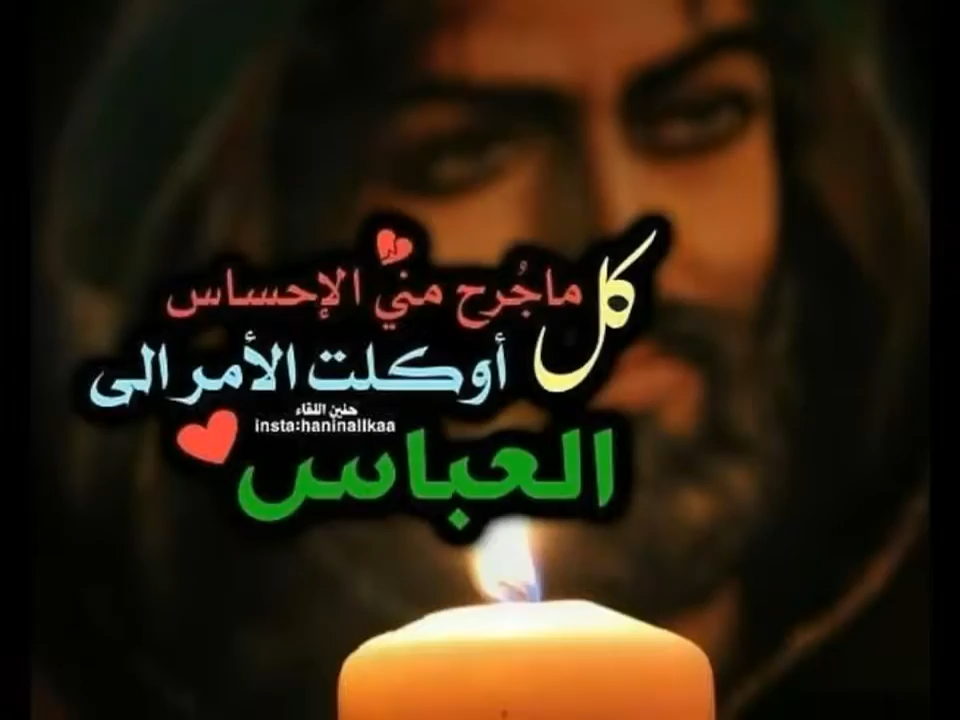 كل ماجُرح مني الإحساس
أوكلت الأمر الى
حنين اللقاء
insta:haninallkaa
العباس